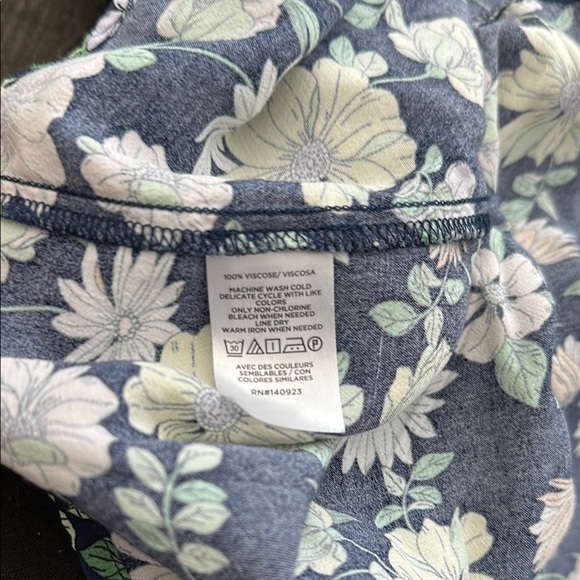 100% VISCOSE/ VISCOSA
MACHINE WASH COLD
DELICATE CYCLE WITH LIKE
COLORS
ONLY NON-CHLORINE
BLEACH WHEN NEEDED
LINE DRY
WARM IRON WHEN NEEDED
30 P
AVEC DES COULEURS
SEMBLABLES / CON
COLORES SIMILARES
RN#140923